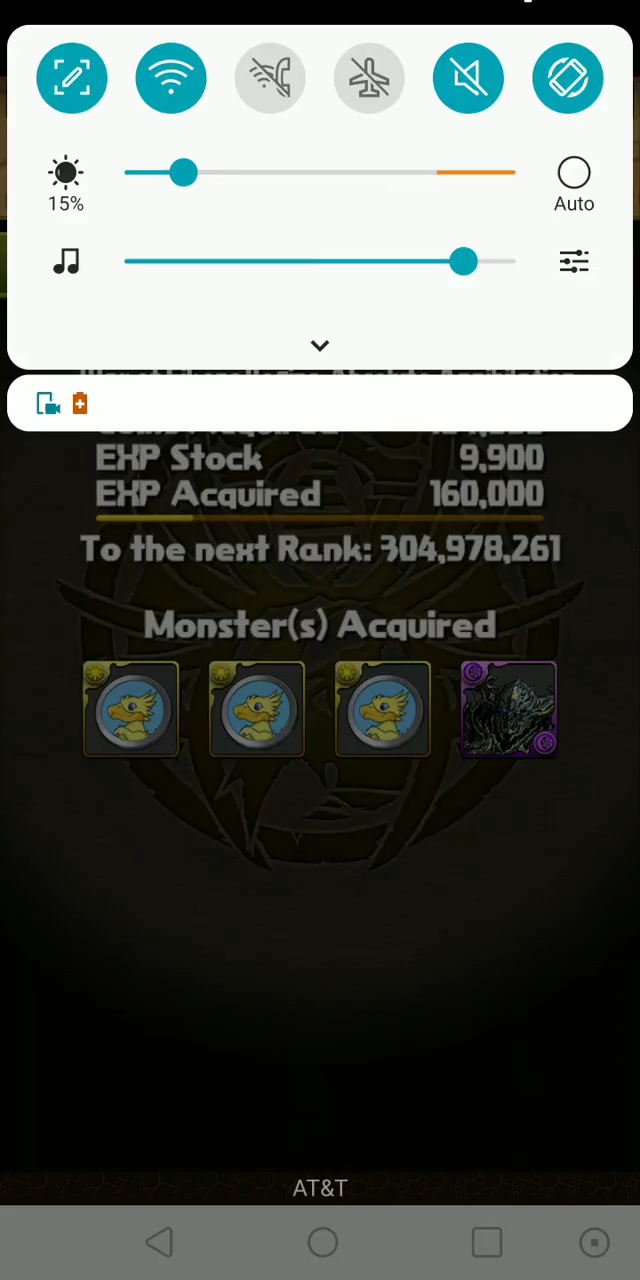 15%
Auto
EXP Stock 9,900
EXP Acquired 160,000
To the next Rank: 304,978,261
Monster(s) Acquired
AT&T